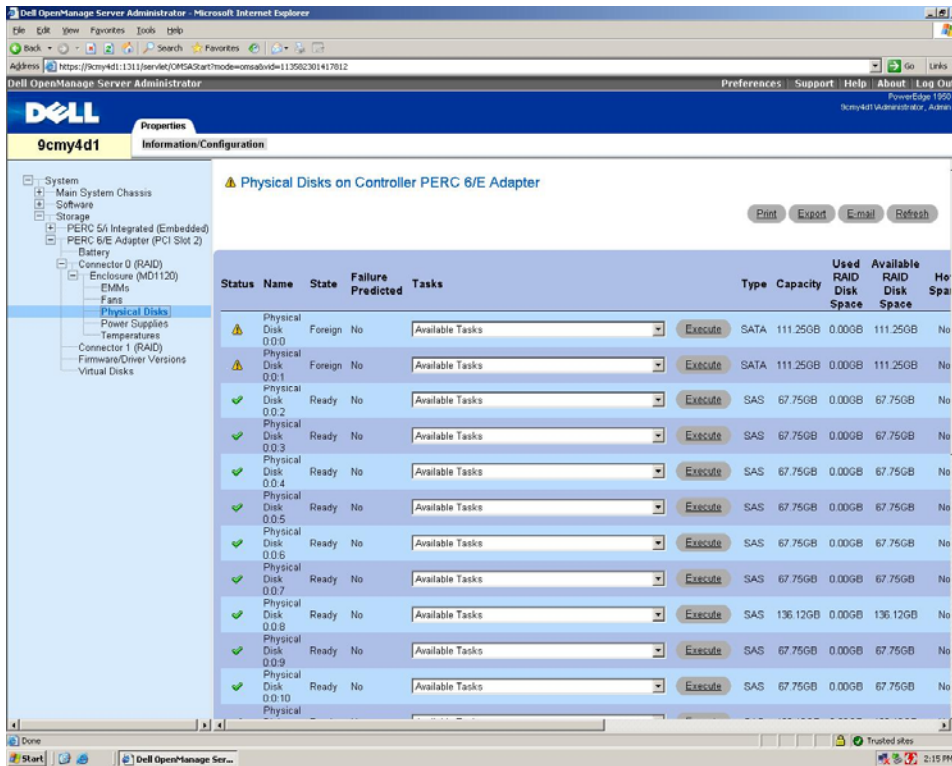 Dell OpenManage Server Administrator - Microsoft Internet Explorer
File Edit View Favorites Tools Help
Back Search Favorites
Address https://9cmy4d1:1311/servlet/OMSAStart?mode=omsa&vid=113582301417812 Go Links
Dell OpenManage Server Administrator Preferences Support Help About Log Ou
PowerEdge 1950
DELL 9cmy4d1\Administrator, Admin
Properties
9cmy4d1 Information/Configuration
System
Main System Chassis
Software
Storage
PERC 5/i Integrated (Embedded)
PERC 6/E Adapter (PCI Slot 2)
Battery
Connector 0 (RAID)
Enclosure (MD1120)
EMMs
Fans
Physical Disks
Power Supplies
Temperatures
Connector 1 (RAID)
Firmware/Driver Versions
Virtual Disks
Physical Disks on Controller PERC 6/E Adapter
Print Export E-mail Refresh
Status Name State Failure Predicted Tasks Type Capacity Used RAID Disk Space Available RAID Disk Space Ho Spa
Physical Disk 0:0:0 Foreign No Available Tasks Execute SATA 111.25GB 0.00GB 111.25GB No
Physical Disk 0:0:1 Foreign No Available Tasks Execute SATA 111.25GB 0.00GB 111.25GB No
Physical Disk 0:0:2 Ready No Available Tasks Execute SAS 67.75GB 0.00GB 67.75GB No
Physical Disk 0:0:3 Ready No Available Tasks Execute SAS 67.75GB 0.00GB 67.75GB No
Physical Disk 0:0:4 Ready No Available Tasks Execute SAS 67.75GB 0.00GB 67.75GB No
Physical Disk 0:0:5 Ready No Available Tasks Execute SAS 67.75GB 0.00GB 67.75GB No
Physical Disk 0:0:6 Ready No Available Tasks Execute SAS 67.75GB 0.00GB 67.75GB No
Physical Disk 0:0:7 Ready No Available Tasks Execute SAS 67.75GB 0.00GB 67.75GB No
Physical Disk 0:0:8 Ready No Available Tasks Execute SAS 136.12GB 0.00GB 136.12GB No
Physical Disk 0:0:9 Ready No Available Tasks Execute SAS 67.75GB 0.00GB 67.75GB No
Physical Disk 0:0:10 Ready No Available Tasks Execute SAS 67.75GB 0.00GB 67.75GB No
Physical
Done Trusted sites
Start Dell OpenManage Ser... 2:15 PM